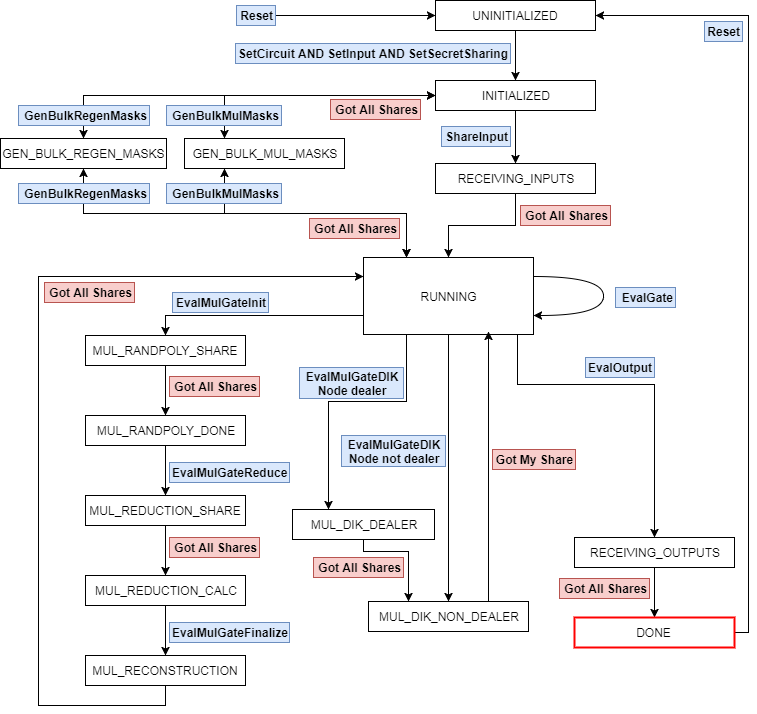 Reset
UNINITIALIZED
Reset
SetCircuit AND SetInput AND SetSecretSharing
INITIALIZED
Got All Shares
GenBulkRegenMasks
GenBulkMulMasks
ShareInput
GEN_BULK_REGEN_MASKS
GEN_BULK_MUL_MASKS
RECEIVING_INPUTS
GenBulkRegenMasks
GenBulkMulMasks
Got All Shares
Got All Shares
Got All Shares
RUNNING
EvalGate
EvalMulGateInit
MUL_RANDPOLY_SHARE
EvalMulGateDIK
Node dealer
EvalOutput
Got All Shares
MUL_RANDPOLY_DONE
EvalMulGateDIK
Node not dealer
Got My Share
EvalMulGateReduce
MUL_REDUCTION_SHARE
MUL_DIK_DEALER
Got All Shares
RECEIVING_OUTPUTS
Got All Shares
MUL_REDUCTION_CALC
Got All Shares
MUL_DIK_NON_DEALER
EvalMulGateFinalize
DONE
MUL_RECONSTRUCTION